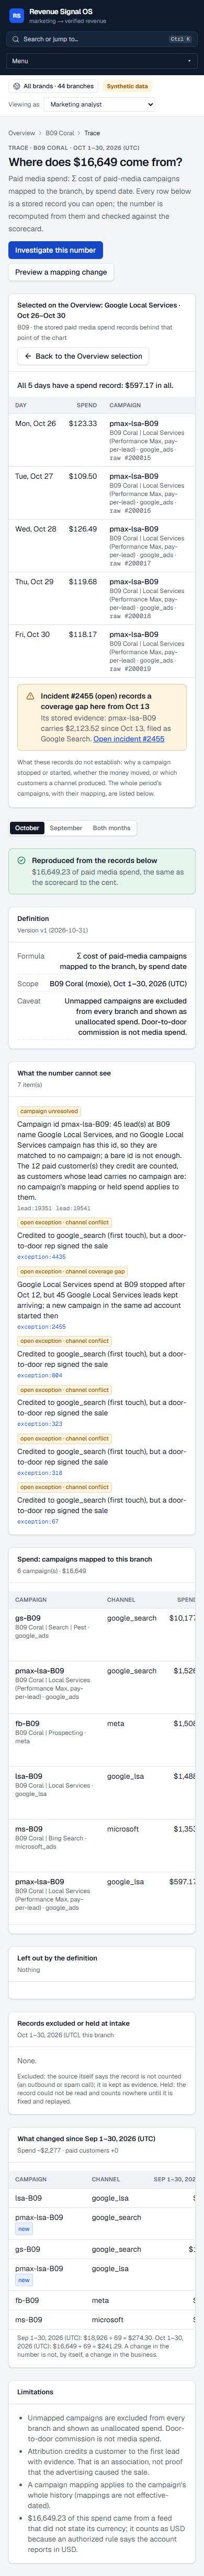 RS
Revenue Signal OS
marketing → verified revenue
Search or jump to...
Ctrl K
Menu
All brands · 44 branches
Synthetic data
Viewing as
Marketing analyst
Overview > B09 Coral > Trace
TRACE · B09 CORAL · OCT 1–30, 2026 (UTC)
Where does $16,649 come from?
Paid media spend: Σ cost of paid-media campaigns
mapped to the branch, by spend date. Every row below
is a stored record you can open; the number is
recomputed from them and checked against the
scorecard.
Investigate this number
Preview a mapping change
Selected on the Overview: Google Local Services ·
Oct 26–Oct 30
B09 · the stored paid media spend records behind that
point of the chart
← Back to the Overview selection
All 5 days have a spend record: $597.17 in all.
DAY SPEND CAMPAIGN
Mon, Oct 26 $123.33 pmax-lsa-B09
B09 Coral | Local Services
(Performance Max, pay-
per-lead) · google_ads ·
raw #200015
Tue, Oct 27 $109.50 pmax-lsa-B09
B09 Coral | Local Services
(Performance Max, pay-
per-lead) · google_ads ·
raw #200016
Wed, Oct 28 $126.49 pmax-lsa-B09
B09 Coral | Local Services
(Performance Max, pay-
per-lead) · google_ads ·
raw #200017
Thu, Oct 29 $119.68 pmax-lsa-B09
B09 Coral | Local Services
(Performance Max, pay-
per-lead) · google_ads ·
raw #200018
Fri, Oct 30 $118.17 pmax-lsa-B09
B09 Coral | Local Services
(Performance Max, pay-
per-lead) · google_ads ·
raw #200019
Incident #2455 (open) records a
coverage gap here from Oct 13
Its stored evidence: pmax-lsa-B09
carries $2,123.52 since Oct 13, filed as
Google Search. Open incident #2455
What these records do not establish: why a campaign
stopped or started, whether the money moved, or which
customers a channel produced. The whole period's
campaigns, with their mapping, are listed below.
October September Both months
Reproduced from the records below
$16,649.23 of paid media spend, the same as
the scorecard to the cent.
Definition
Version v1 (2026-10-31)
Formula Σ cost of paid-media campaigns
mapped to the branch, by spend date
Scope B09 Coral (moxie), Oct 1–30, 2026 (UTC)
Caveat Unmapped campaigns are excluded
from every branch and shown as
unallocated spend. Door-to-door
commission is not media spend.
What the number cannot see
7 item(s)
campaign unresolved
Campaign id pmax-lsa-B09: 45 lead(s) at B09
name Google Local Services, and no Google Local
Services campaign has this id, so they are
matched to no campaign; a bare id is not enough.
The 12 paid customer(s) they credit are counted,
as customers whose lead carries no campaign are:
no campaign's mapping or held spend applies to
them.
lead:19351 lead:19541
open exception · channel conflict
Credited to google_search (first touch), but a door-
to-door rep signed the sale
exception:4435
open exception · channel coverage gap
Google Local Services spend at B09 stopped after
Oct 12, but 45 Google Local Services leads kept
arriving; a new campaign in the same ad account
started then
exception:2455
open exception · channel conflict
Credited to google_search (first touch), but a door-
to-door rep signed the sale
exception:804
open exception · channel conflict
Credited to google_search (first touch), but a door-
to-door rep signed the sale
exception:323
open exception · channel conflict
Credited to google_search (first touch), but a door-
to-door rep signed the sale
exception:318
open exception · channel conflict
Credited to google_search (first touch), but a door-
to-door rep signed the sale
exception:67
Spend: campaigns mapped to this branch
6 campaign(s) · $16,649
CAMPAIGN CHANNEL SPEND
gs-B09 google_search $10,177
B09 Coral | Search | Pest ·
google_ads
pmax-lsa-B09 google_search $1,526
B09 Coral | Local Services
(Performance Max, pay-
per-lead) · google_ads
fb-B09 meta $1,508
B09 Coral | Prospecting ·
meta
lsa-B09 google_lsa $1,488
B09 Coral | Local Services ·
google_lsa
ms-B09 microsoft $1,353
B09 Coral | Bing Search ·
microsoft_ads
pmax-lsa-B09 google_lsa $597.17
B09 Coral | Local Services
(Performance Max, pay-
per-lead) · google_ads
Left out by the definition
Nothing
Records excluded or held at intake
Oct 1–30, 2026 (UTC), this branch
None.
Excluded: the source itself says the record is not counted
(an outbound or spam call); it is kept as evidence. Held: the
record could not be read and counts nowhere until it is
fixed and replayed.
What changed since Sep 1–30, 2026 (UTC)
Spend −$2,277 · paid customers +0
CAMPAIGN CHANNEL SEP 1–30, 202
lsa-B09 google_lsa $
pmax-lsa-B09 google_search
new
gs-B09 google_search $1
pmax-lsa-B09 google_lsa
new
fb-B09 meta $
ms-B09 microsoft $
Sep 1–30, 2026 (UTC): $18,926 ÷ 69 = $274.30. Oct 1–30,
2026 (UTC): $16,649 ÷ 69 = $241.29. A change in the
number is not, by itself, a change in the business.
Limitations
• Unmapped campaigns are excluded from every
branch and shown as unallocated spend. Door-
to-door commission is not media spend.
• Attribution credits a customer to the first lead
with evidence. That is an association, not proof
that the advertising caused the sale.
• A campaign mapping applies to the campaign's
whole history (mappings are not effective-
dated).
• $16,649.23 of this spend came from a feed
that did not state its currency; it counts as USD
because an authorized rule says the account
reports in USD.